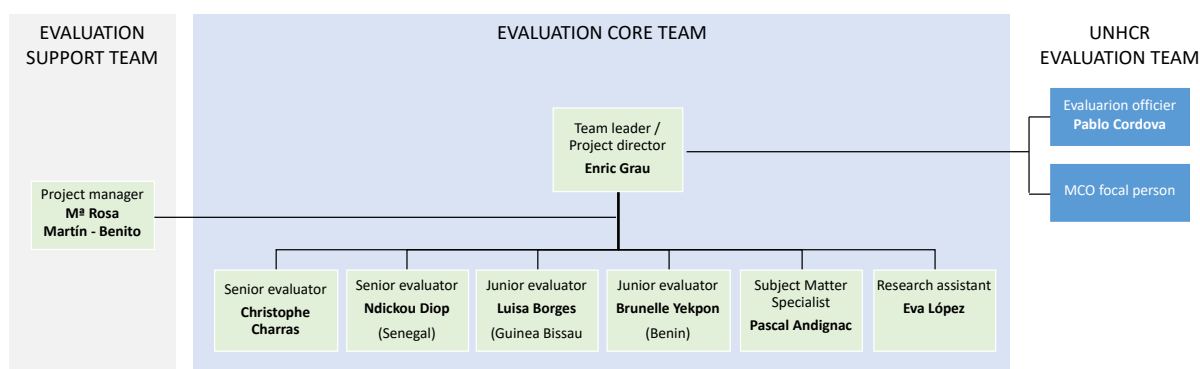 EVALUATION
SUPPORT TEAM
EVALUATION CORE TEAM
UNHCR
EVALUATION TEAM
Evaluarion officier
Pablo Cordova
Team leader /
Project director
Enric Grau
MCO focal person
Project manager
Mª Rosa
Martín - Benito
Senior evaluator
Christophe
Charras
Senior evaluator
Ndickou Diop
(Senegal)
Junior evaluator
Luisa Borges
(Guinea Bissau
Junior evaluator
Brunelle Yekpon
(Benin)
Subject Matter
Specialist
Pascal Andignac
Research assistant
Eva López